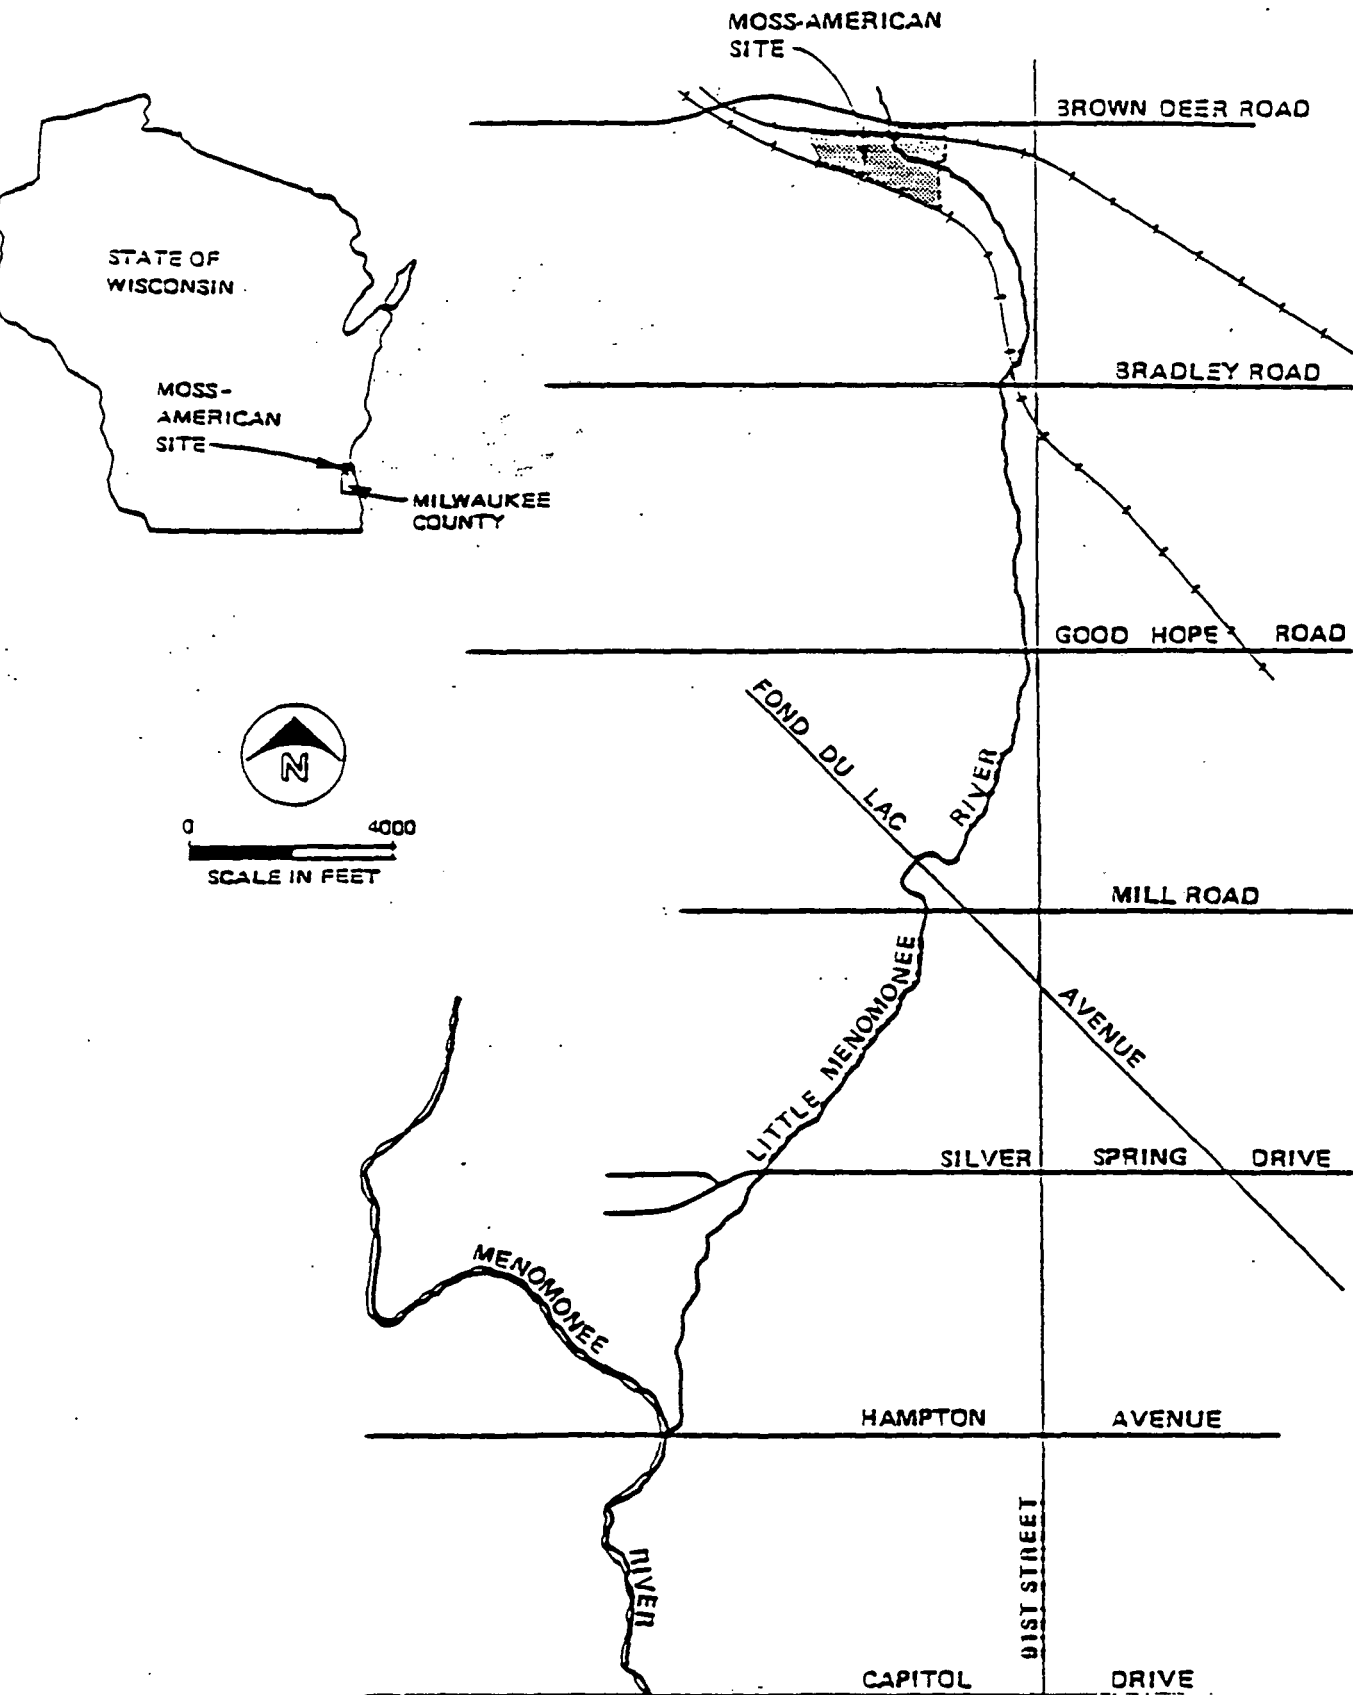 MOSS-AMERICAN
SITE
BROWN DEER ROAD
STATE OF
WISCONSIN
BRADLEY ROAD
MOSS-
AMERICAN
SITE
MILWAUKEE
COUNTY
GOOD HOPE ROAD
FOND DU LAC
RIVER
N
0 4000
SCALE IN FEET
MILL ROAD
LITTLE MENOMONEE
AVENUE
SILVER SPRING DRIVE
MENOMONEE
HAMPTON AVENUE
91ST STREET
RIVER
CAPITOL DRIVE